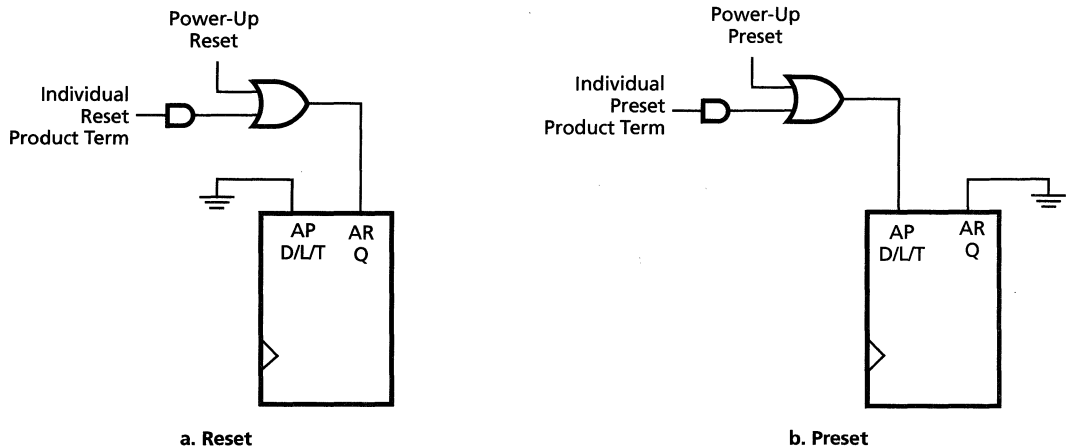 Power-Up
Reset
Individual
Reset
Product Term
AP
AR
D/L/T
Q
a. Reset
Power-Up
Preset
Individual
Preset
Product Term
AP
AR
D/L/T
Q
b. Preset